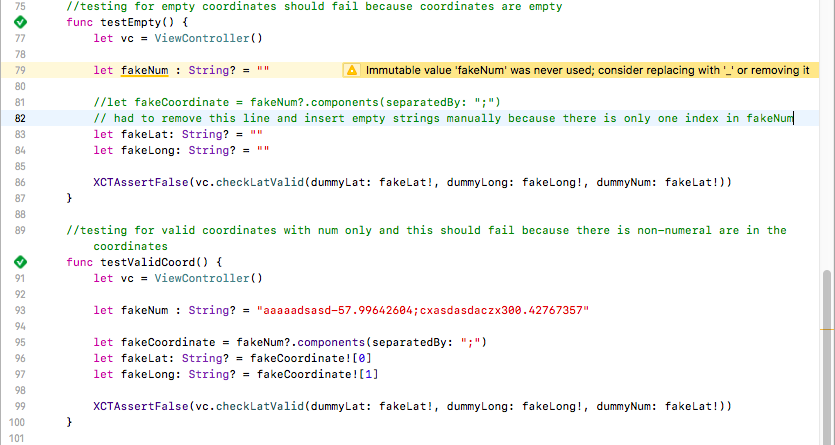 75 //testing for empty coordinates should fail because coordinates are empty
func testEmpty() {
77 let vc = ViewController()
78
79 let fakeNum : String? = "" Immutable value 'fakeNum' was never used; consider replacing with '_' or removing it
80
81 //let fakeCoordinate = fakeNum?.components(separatedBy: ";")
82 // had to remove this line and insert empty strings manually because there is only one index in fakeNum
83 let fakeLat: String? = ""
84 let fakeLong: String? = ""
85
86 XCTAssertFalse(vc.checkLatValid(dummyLat: fakeLat!, dummyLong: fakeLong!, dummyNum: fakeLat!))
87 }
88
89 //testing for valid coordinates with num only and this should fail because there is non-numeral are in the
coordinates
func testValidCoord() {
91 let vc = ViewController()
92
93 let fakeNum : String? = "aaaaadsasd-57.99642604;cxasdasdaczx300.42767357"
94
95 let fakeCoordinate = fakeNum?.components(separatedBy: ";")
96 let fakeLat: String? = fakeCoordinate![0]
97 let fakeLong: String? = fakeCoordinate![1]
98
99 XCTAssertFalse(vc.checkLatValid(dummyLat: fakeLat!, dummyLong: fakeLong!, dummyNum: fakeLat!))
100 }
101